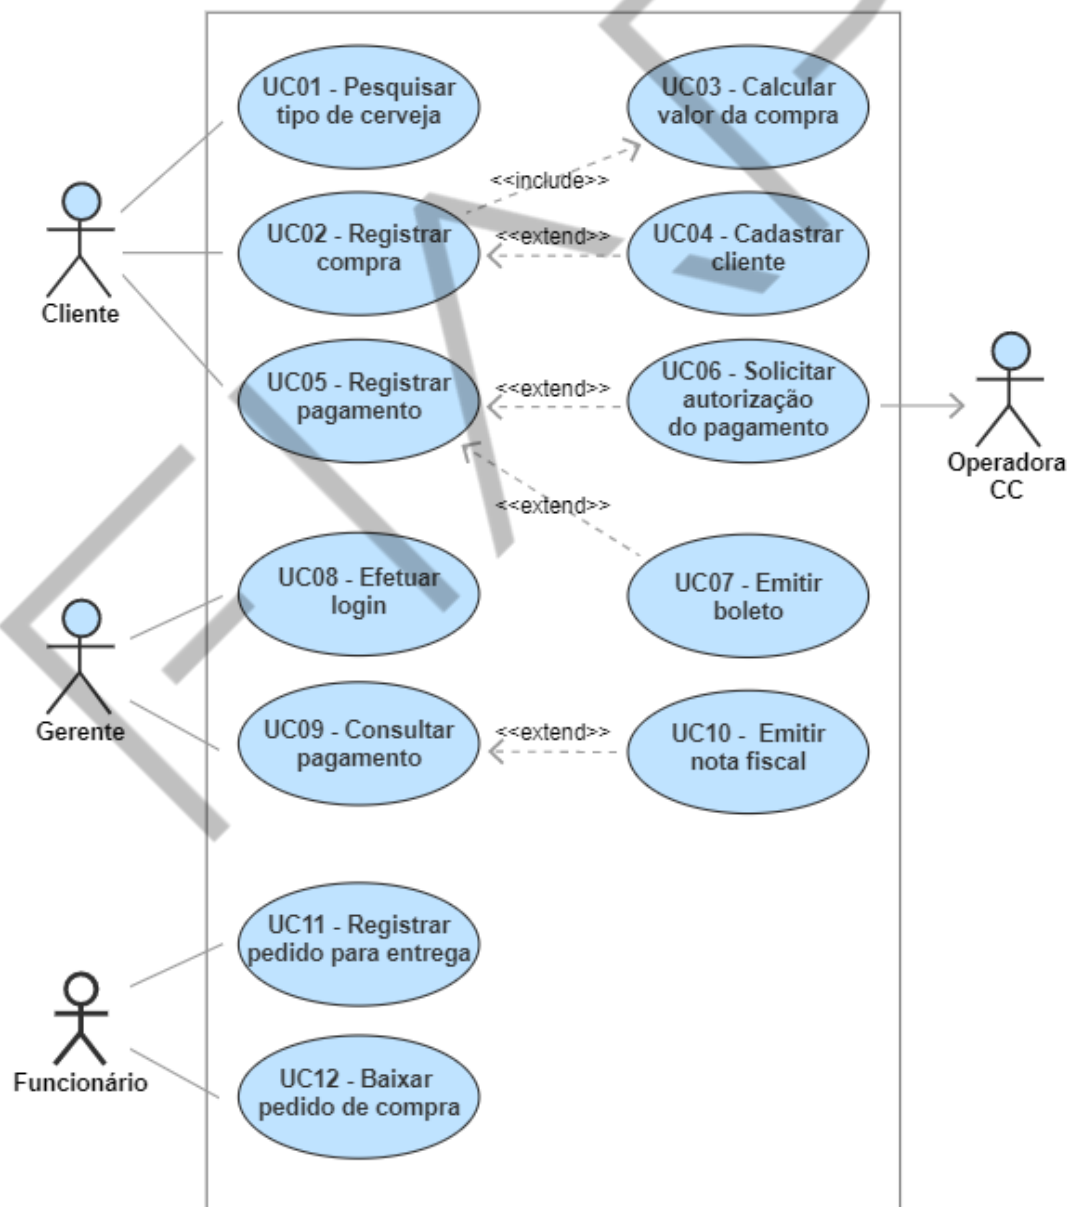 UC01 - Pesquisar
tipo de cerveja
UC03 - Calcular
valor da compra
<<include>>
UC02 - Registrar
compra
<<extend>>
UC04 - Cadastrar
cliente
Cliente
UC05 - Registrar
pagamento
<<extend>>
UC06 - Solicitar
autorização
do pagamento
Operadora
CC
<<extend>>
UC08 - Efetuar
login
UC07 - Emitir
boleto
Gerente
UC09 - Consultar
pagamento
<<extend>>
UC10 - Emitir
nota fiscal
UC11 - Registrar
pedido para entrega
Funcionário
UC12 - Baixar
pedido de compra